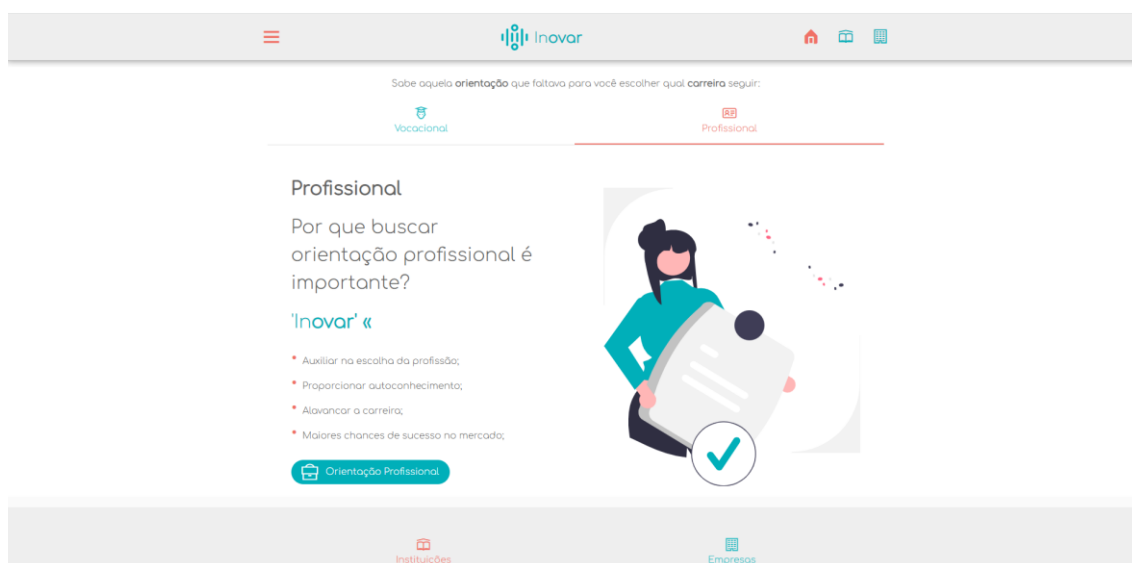 Inovar
Sabe aquela orientação que faltava para você escolher qual carreira seguir:
Vocacional
Profissional
Profissional
Por que buscar
orientação profissional é
importante?
'Inovar' «
* Auxiliar na escolha da profissão;
* Proporcionar autoconhecimento;
* Alavancar a carreira;
* Maiores chances de sucesso no mercado;
Orientação Profissional
Instituições
Empresas